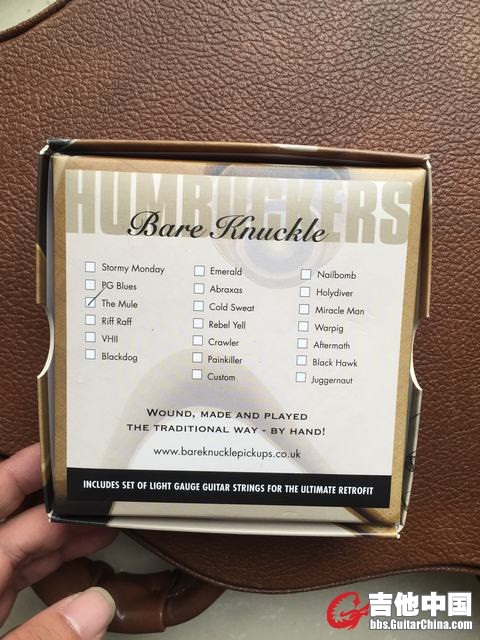 HUMBUCKERS
Bare Knuckle
Stormy Monday
PG Blues
The Mule
Riff Raff
VHII
Blackdog
Emerald
Abraxas
Cold Sweat
Rebel Yell
Crawler
Painkiller
Custom
Nailbomb
Holydiver
Miracle Man
Warpig
Aftermath
Black Hawk
Juggernaut
WOUND, MADE AND PLAYED
THE TRADITIONAL WAY - BY HAND!
www.bareknucklepickups.co.uk
INCLUDES SET OF LIGHT GAUGE GUITAR STRINGS FOR THE ULTIMATE RETROFIT
吉他中国
bbs.GuitarChina.com